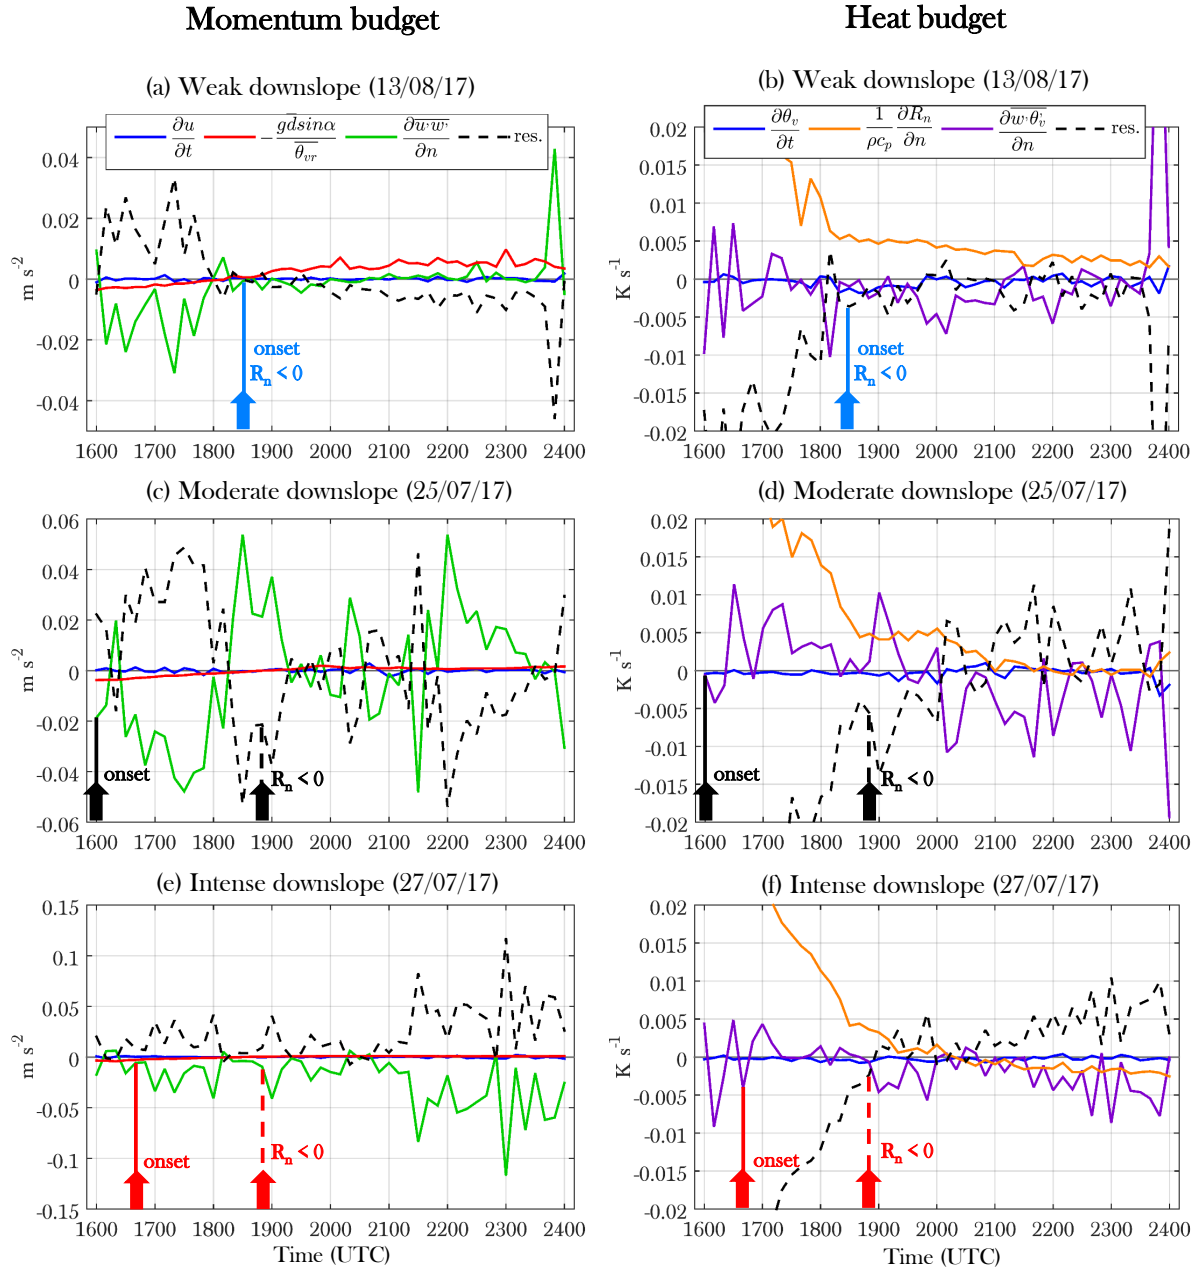 Momentum budget
Heat budget
(a) Weak downslope (13/08/17)
(b) Weak downslope (13/08/17)
∂u/∂t −g d̅ sinα/θ̅vr ∂u'w'/∂n res.
∂θv/∂t 1/ρcp ∂Rn/∂n ∂w'θv'/∂n res.
0.04
0.02
0
-0.02
-0.04
m s⁻²
onset
Rn < 0
1600 1700 1800 1900 2000 2100 2200 2300 2400
0.02
0.015
0.01
0.005
0
-0.005
-0.01
-0.015
-0.02
K s⁻¹
onset
Rn < 0
1600 1700 1800 1900 2000 2100 2200 2300 2400
(c) Moderate downslope (25/07/17)
(d) Moderate downslope (25/07/17)
0.06
0.04
0.02
0
-0.02
-0.04
-0.06
m s⁻²
onset
Rn < 0
1600 1700 1800 1900 2000 2100 2200 2300 2400
0.02
0.015
0.01
0.005
0
-0.005
-0.01
-0.015
-0.02
K s⁻¹
onset
Rn < 0
1600 1700 1800 1900 2000 2100 2200 2300 2400
(e) Intense downslope (27/07/17)
(f) Intense downslope (27/07/17)
0.15
0.1
0.05
0
-0.05
-0.1
-0.15
m s⁻²
onset
Rn < 0
1600 1700 1800 1900 2000 2100 2200 2300 2400
Time (UTC)
0.02
0.015
0.01
0.005
0
-0.005
-0.01
-0.015
-0.02
K s⁻¹
onset
Rn < 0
1600 1700 1800 1900 2000 2100 2200 2300 2400
Time (UTC)